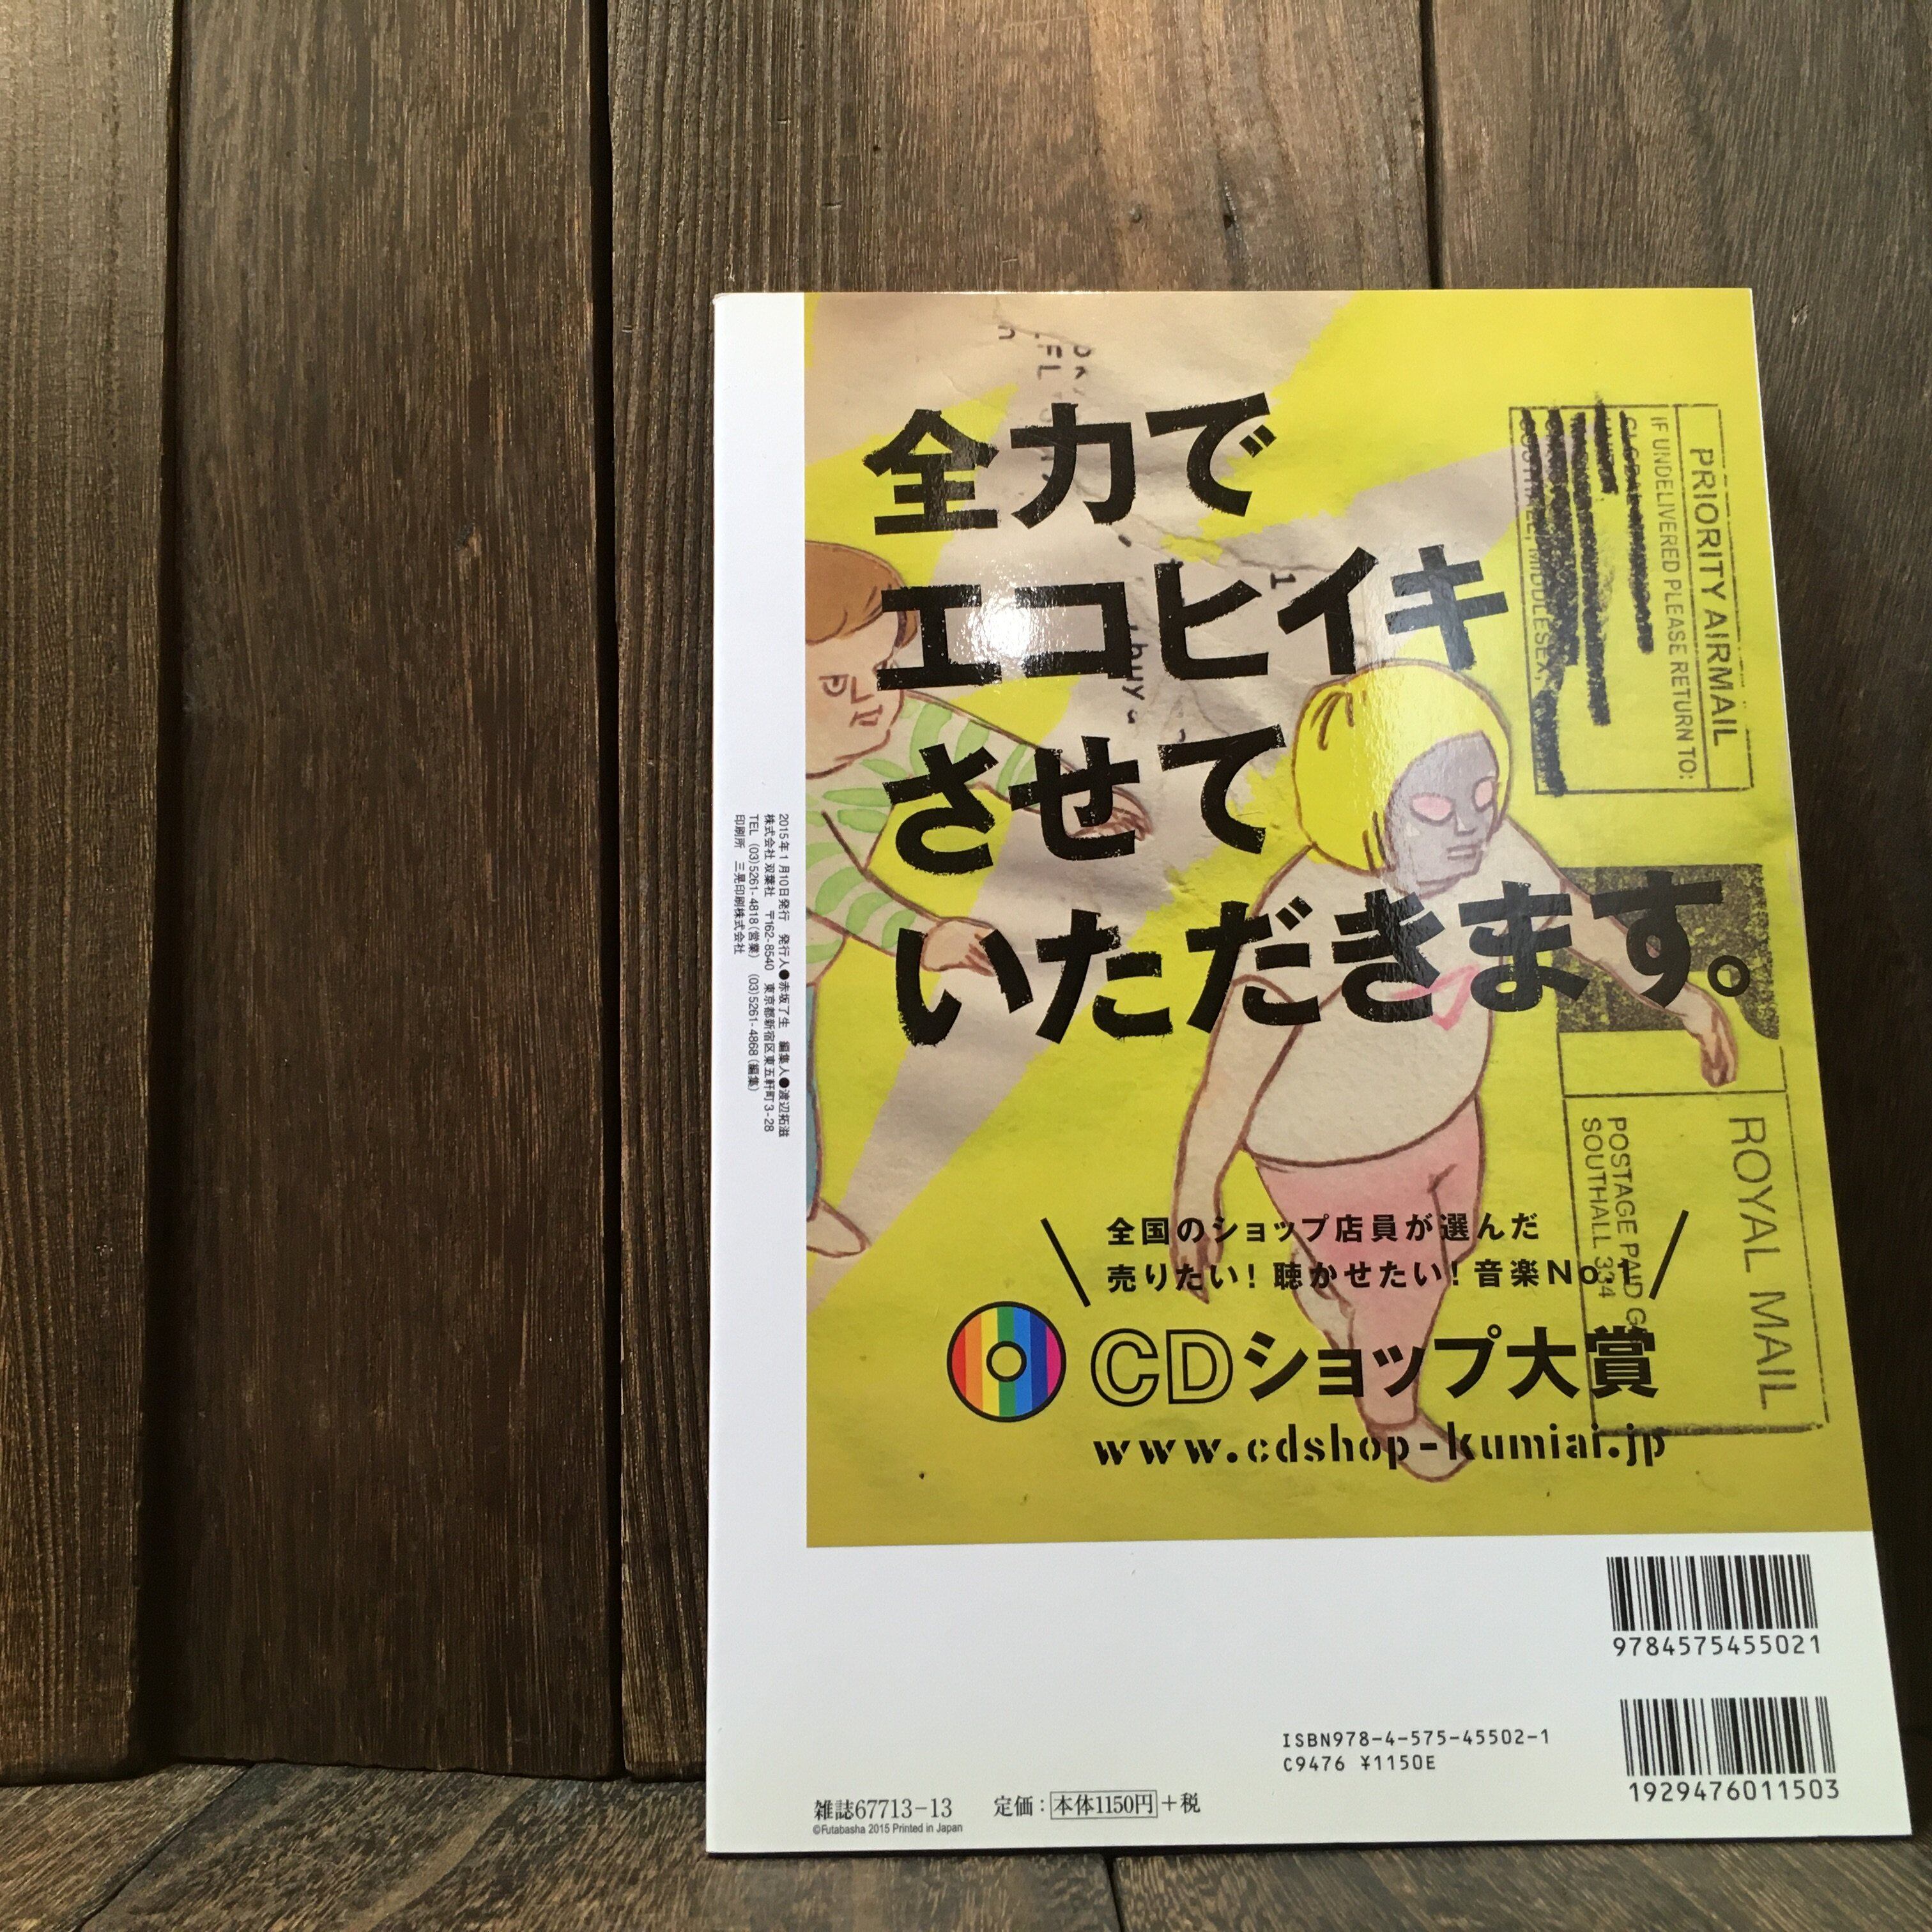 全力で
エコヒイキ
させて
いただきます。
PRIORITY AIRMAIL
IF UNDELIVERED PLEASE RETURN TO:
MIDDLESEX,
ROYAL MAIL
POSTAGE PAID G
SOUTHALL 334
全国のショップ店員が選んだ
売りたい！聴かせたい！音楽No.1
CDショップ大賞
www.cdshop-kumiai.jp
2015年1月10日発行　発行人●赤坂了生　編集人●渡辺拓滋
株式会社 双葉社　〒162-8540　東京都新宿区東五軒町3-28
TEL (03)5261-4818(営業)　(03)5261-4868(編集)
印刷所　三晃印刷株式会社
9784575455021
ISBN978-4-575-45502-1
C9476 ¥1150E
1929476011503
雑誌67713-13　定価：本体1150円+税
©Futabasha 2015 Printed in Japan